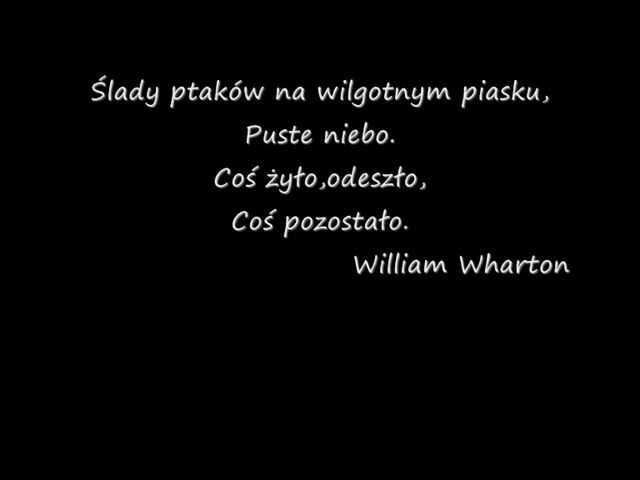 Ślady ptaków na wilgotnym piasku,
Puste niebo.
Coś żyło,odeszło,
Coś pozostało.
William Wharton